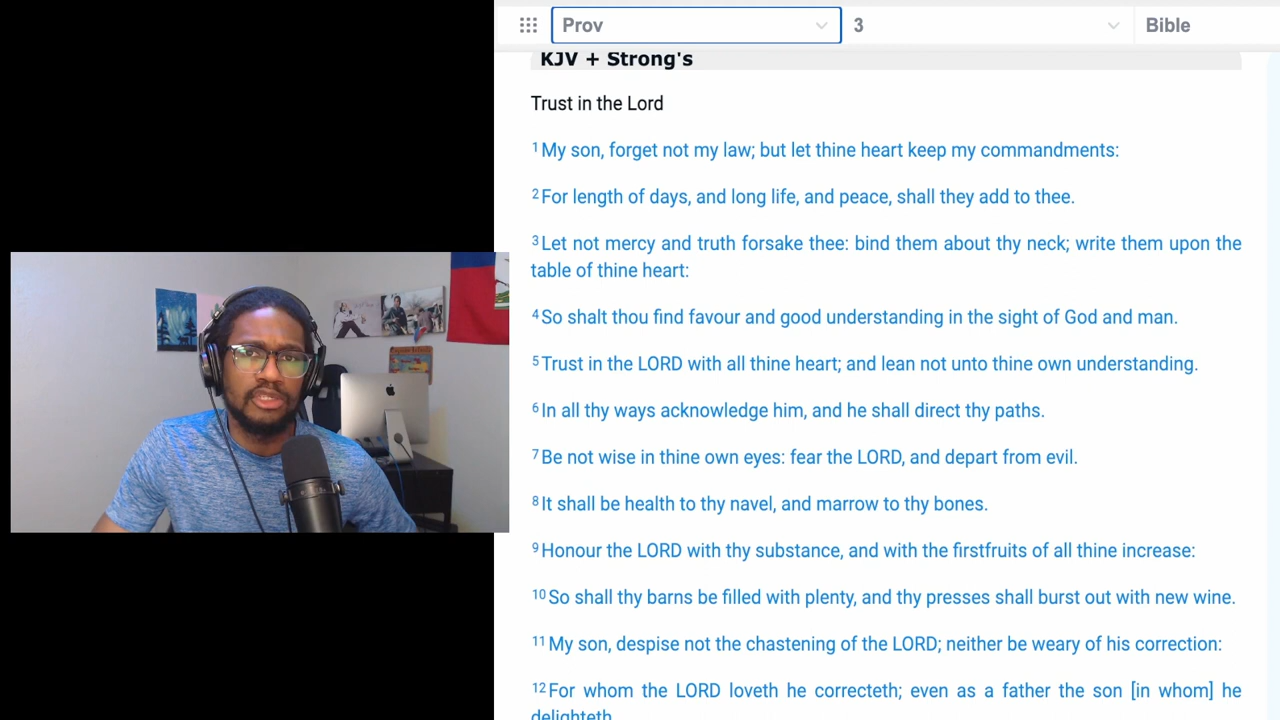 Prov
3
Bible
KJV + Strong's
Trust in the Lord
1 My son, forget not my law; but let thine heart keep my commandments:
2 For length of days, and long life, and peace, shall they add to thee.
3 Let not mercy and truth forsake thee: bind them about thy neck; write them upon the
table of thine heart:
4 So shalt thou find favour and good understanding in the sight of God and man.
5 Trust in the LORD with all thine heart; and lean not unto thine own understanding.
6 In all thy ways acknowledge him, and he shall direct thy paths.
7 Be not wise in thine own eyes: fear the LORD, and depart from evil.
8 It shall be health to thy navel, and marrow to thy bones.
9 Honour the LORD with thy substance, and with the firstfruits of all thine increase:
10 So shall thy barns be filled with plenty, and thy presses shall burst out with new wine.
11 My son, despise not the chastening of the LORD; neither be weary of his correction:
12 For whom the LORD loveth he correcteth; even as a father the son [in whom] he
delighteth